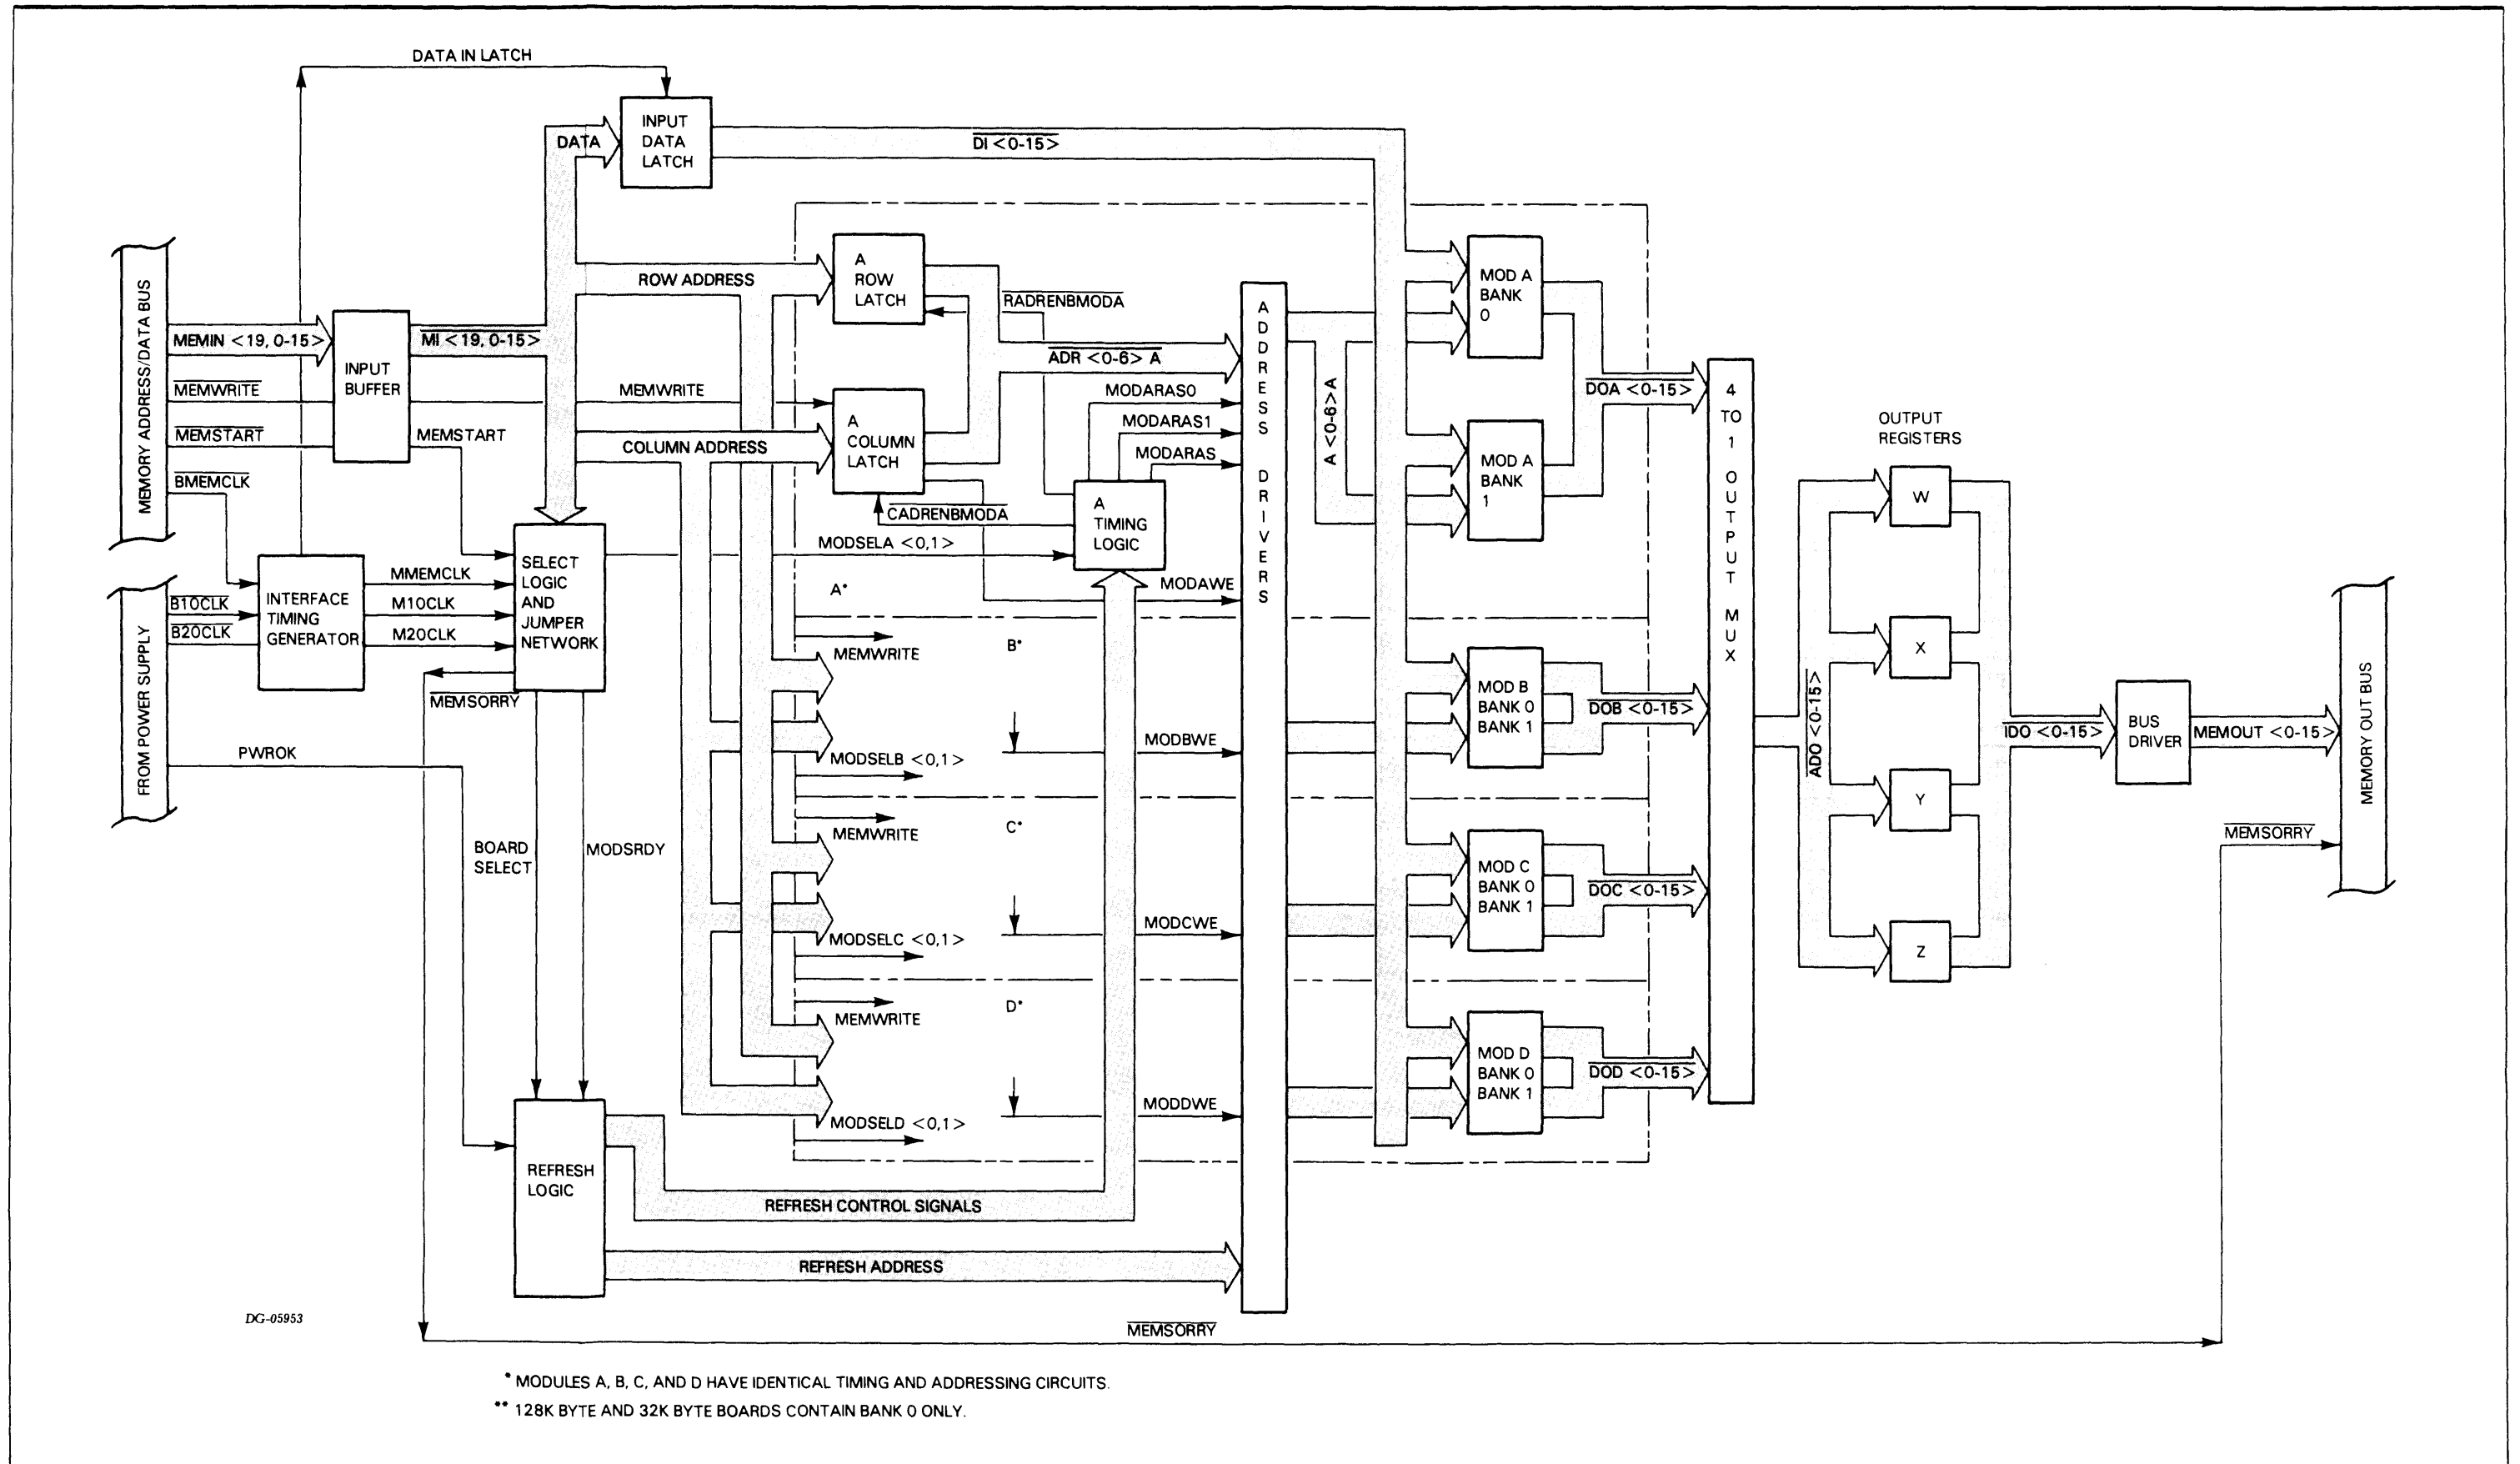 DATA IN LATCH
INPUT
DATA
LATCH
DATA
DI <0-15>
MEMORY ADDRESS/DATA BUS
MEMIN <19, 0-15>
MEMWRITE
MEMSTART
BMEMCLK
INPUT
BUFFER
MI <19, 0-15>
MEMSTART
ROW ADDRESS
MEMWRITE
COLUMN ADDRESS
A
ROW
LATCH
RADRENBMODA
ADR <0-6> A
A
COLUMN
LATCH
MODARAS0
MODARAS1
MODARAS
CADRENBMODA
A
TIMING
LOGIC
MODSELA <0,1>
MODAWE
A*
ADDRESS DRIVERS
A <0-6>A
MOD A
BANK
0
MOD A
BANK
1
DOA <0-15>
4
TO
1
OUTPUT
MUX
OUTPUT
REGISTERS
W
X
Y
Z
ADO <0-15>
IDO <0-15>
BUS
DRIVER
MEMOUT <0-15>
MEMORY OUT BUS
MEMSORRY
FROM POWER SUPPLY
B10CLK
B20CLK
PWROK
INTERFACE
TIMING
GENERATOR
MMEMCLK
M10CLK
M20CLK
SELECT
LOGIC
AND
JUMPER
NETWORK
MEMSORRY
BOARD
SELECT
MODSRDY
MEMWRITE
B*
MODSELB <0,1>
MODBWE
MOD B
BANK 0
BANK 1
DOB <0-15>
MEMWRITE
C*
MODSELC <0,1>
MODCWE
MOD C
BANK 0
BANK 1
DOC <0-15>
MEMWRITE
D*
MODSELD <0,1>
MODDWE
MOD D
BANK 0
BANK 1
DOD <0-15>
REFRESH
LOGIC
REFRESH CONTROL SIGNALS
REFRESH ADDRESS
DG-05953
MEMSORRY
* MODULES A, B, C, AND D HAVE IDENTICAL TIMING AND ADDRESSING CIRCUITS.
** 128K BYTE AND 32K BYTE BOARDS CONTAIN BANK 0 ONLY.